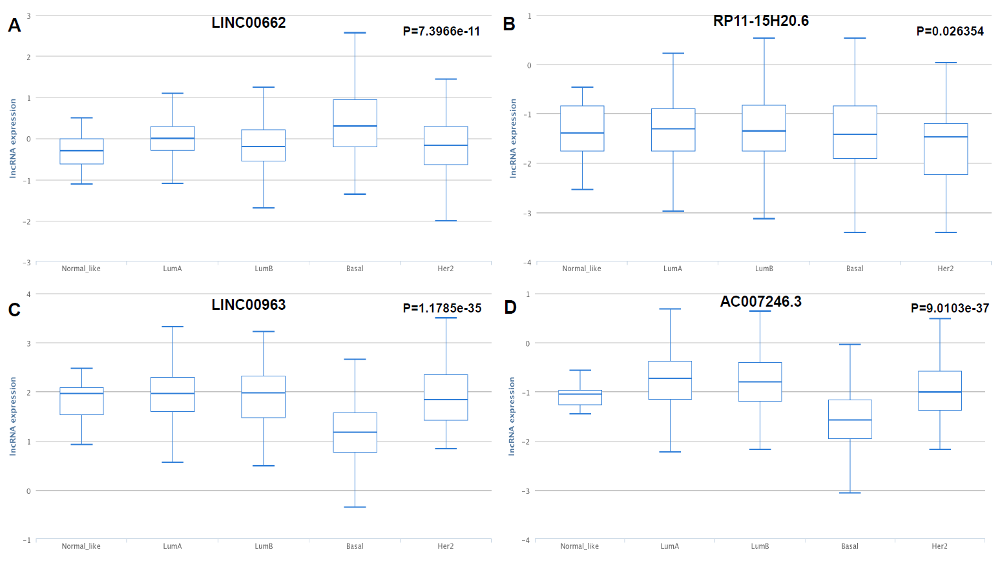 A
LINC00662
P=7.3966e-11
lncRNA expression
3
2
1
0
−1
−2
−3
Normal_like LumA LumB Basal Her2
B
RP11-15H20.6
P=0.026354
lncRNA expression
1
0
−1
−2
−3
−4
Normal_like LumA LumB Basal Her2
C
LINC00963
P=1.1785e-35
lncRNA expression
4
3
2
1
0
−1
Normal_like LumA LumB Basal Her2
D
AC007246.3
P=9.0103e-37
lncRNA expression
1
0
−1
−2
−3
−4
Normal_like LumA LumB Basal Her2